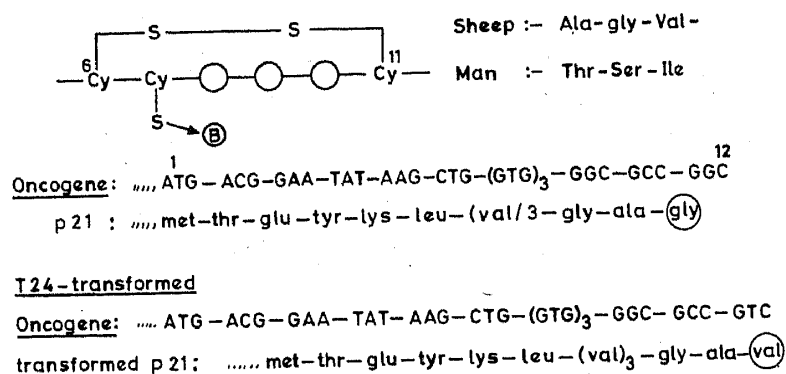 S S
Sheep :- Ala-gly-Val-
6 11
Cy Cy Cy
Man :- Thr-Ser-Ile
S B
1 12
Oncogene: ,,,,, ATG-ACG-GAA-TAT-AAG-CTG-(GTG)3-GGC-GCC-GGC
p21 : ,,,,, met-thr-glu-tyr-lys-leu-(val/3-gly-ala-gly
T24-transformed
Oncogene: ..... ATG-ACG-GAA-TAT-AAG-CTG-(GTG)3-GGC-GCC-GTC
transformed p21: ...... met-thr-glu-tyr-lys-leu-(val)3-gly-ala-val